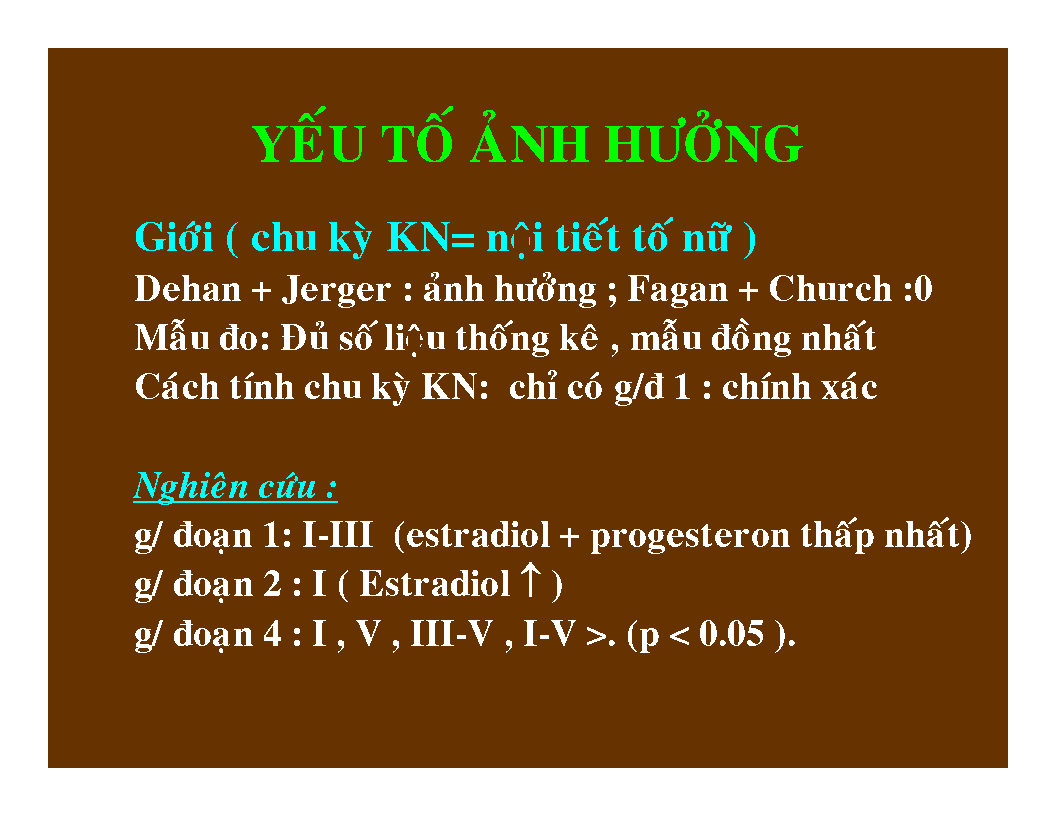 YẾU TỐ ẢNH HƯỞNG
Giới ( chu kỳ KN= nội tiết tố nữ )
Dehan + Jerger : ảnh hưởng ; Fagan + Church :0
Mẫu đo: Đủ số liệu thống kê , mẫu đồng nhất
Cách tính chu kỳ KN: chỉ có g/đ 1 : chính xác
Nghiên cứu :
g/ đoạn 1: I-III (estradiol + progesteron thấp nhất)
g/ đoạn 2 : I ( Estradiol ↑ )
g/ đoạn 4 : I , V , III-V , I-V >. (p < 0.05 ).